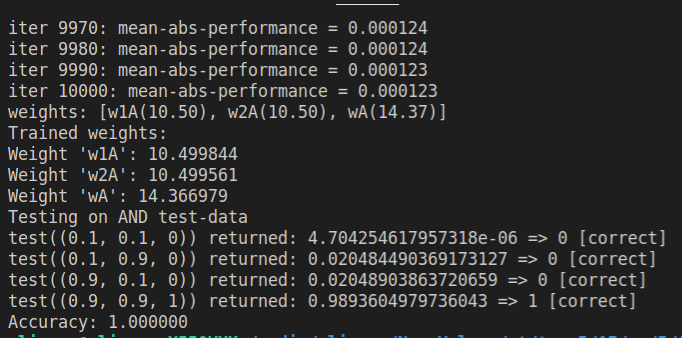 iter 9970: mean-abs-performance = 0.000124
iter 9980: mean-abs-performance = 0.000124
iter 9990: mean-abs-performance = 0.000123
iter 10000: mean-abs-performance = 0.000123
weights: [w1A(10.50), w2A(10.50), wA(14.37)]
Trained weights:
Weight 'w1A': 10.499844
Weight 'w2A': 10.499561
Weight 'wA': 14.366979
Testing on AND test-data
test((0.1, 0.1, 0)) returned: 4.704254617957318e-06 => 0 [correct]
test((0.1, 0.9, 0)) returned: 0.020484490369173127 => 0 [correct]
test((0.9, 0.1, 0)) returned: 0.02048903863720659 => 0 [correct]
test((0.9, 0.9, 1)) returned: 0.9893604979736043 => 1 [correct]
Accuracy: 1.000000